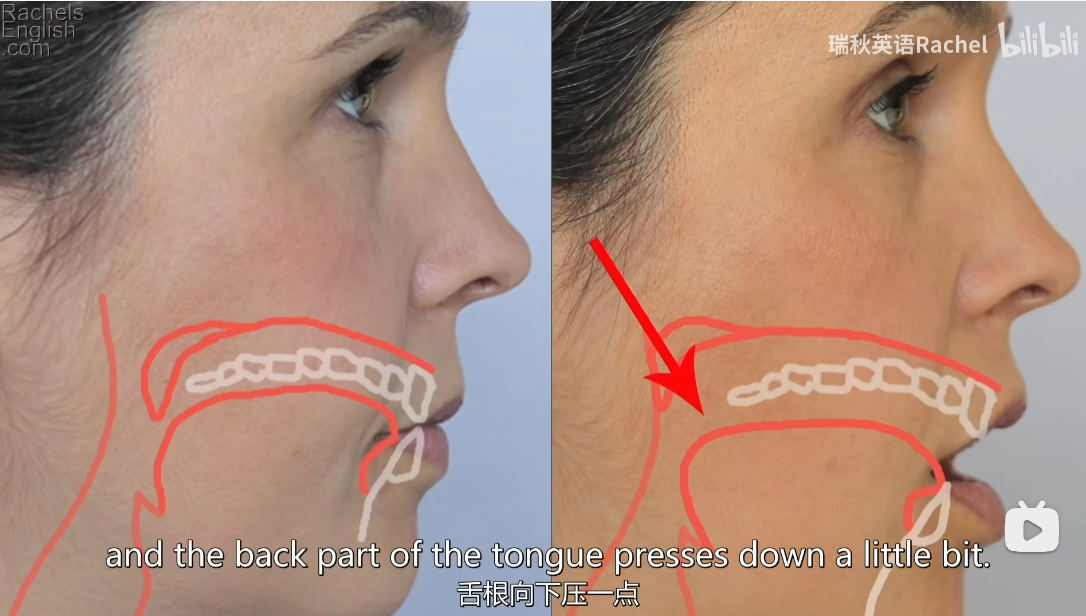 Rachels
English
.com
瑞秋英语Rachel bilibili
and the back part of the tongue presses down a little bit.
舌根向下压一点